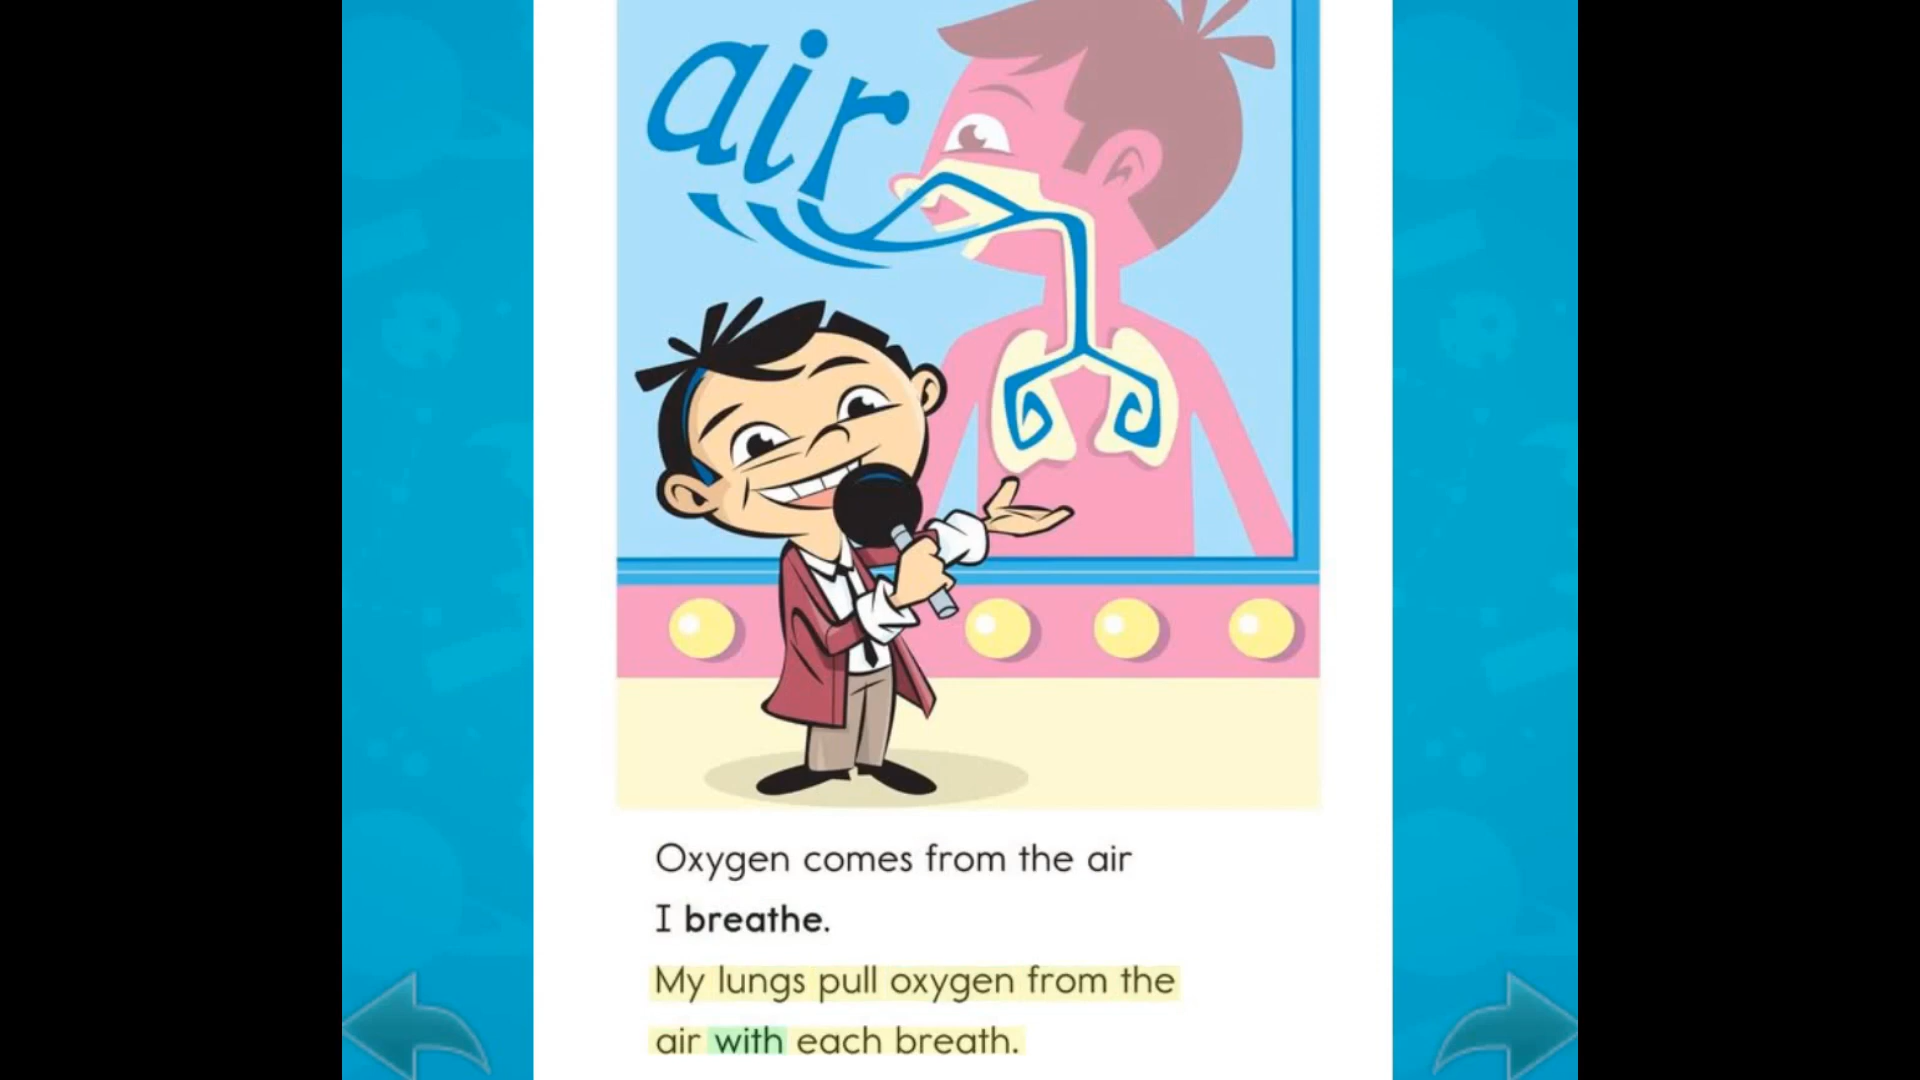 air
Oxygen comes from the air
I breathe.
My lungs pull oxygen from the
air with each breath.